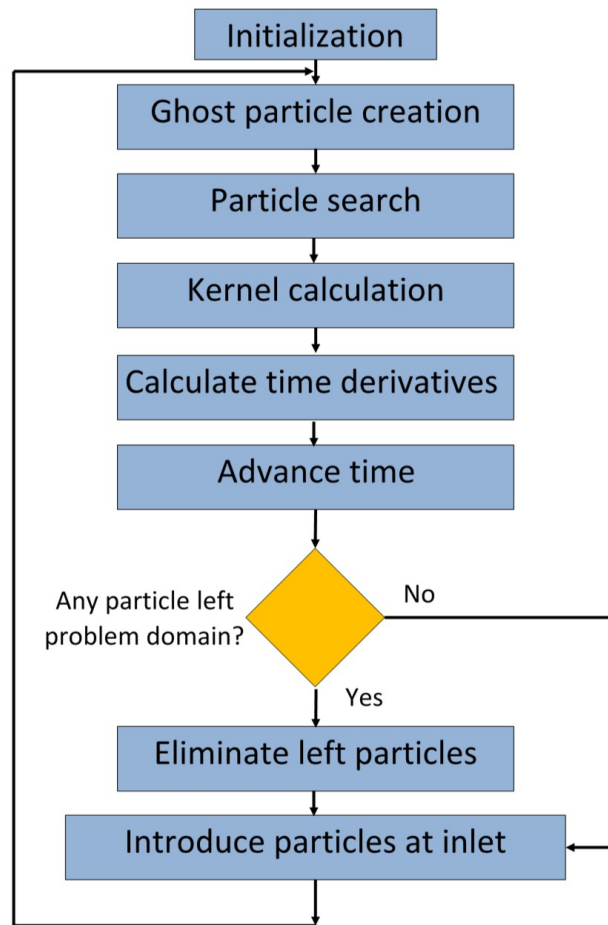 Initialization
Ghost particle creation
Particle search
Kernel calculation
Calculate time derivatives
Advance time
Any particle left
problem domain?
No
Yes
Eliminate left particles
Introduce particles at inlet